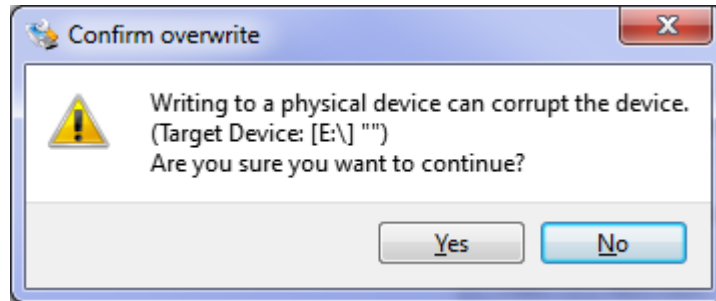 Confirm overwrite
Writing to a physical device can corrupt the device.
(Target Device: [E:\] "")
Are you sure you want to continue?
Yes
No